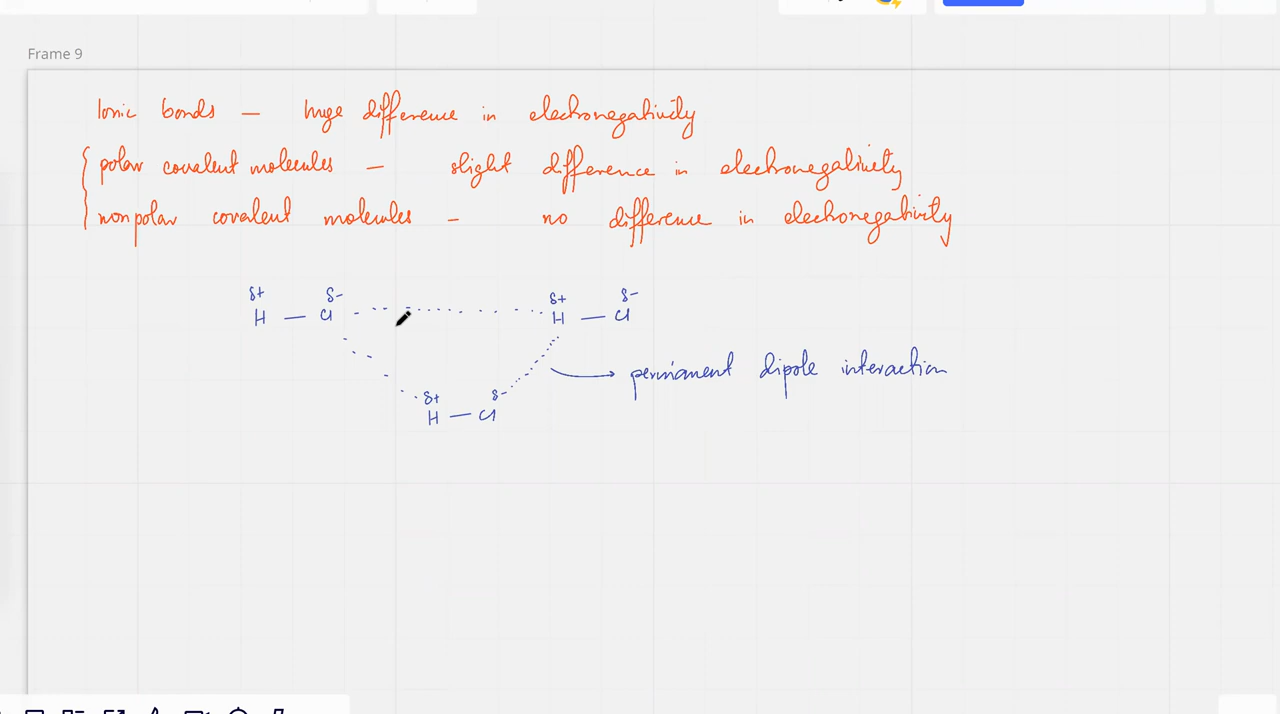 Frame 9
Ionic bonds — huge difference in electronegativity
polar covalent molecules — slight difference in electronegativity
nonpolar covalent molecules - no difference in electronegativity
δ+ δ- δ+ δ-
H — Cl H — Cl
permanent dipole interaction
δ+ δ-
H — Cl